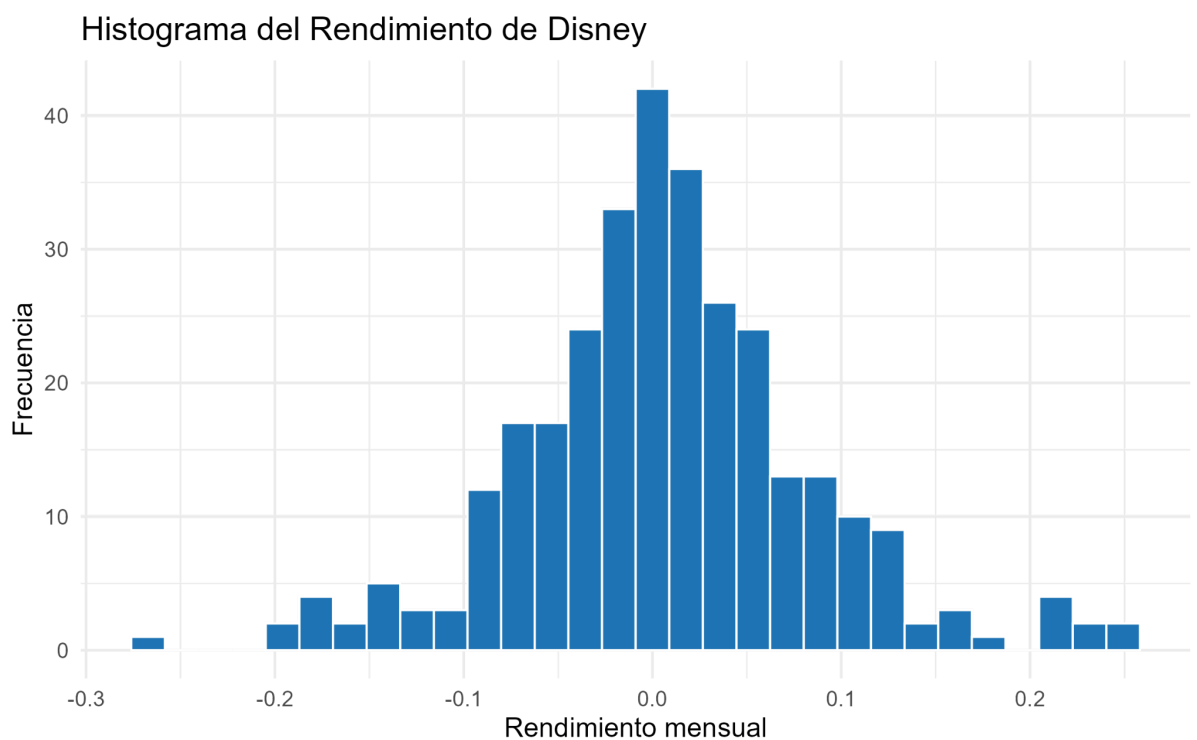 Histograma del Rendimiento de Disney
Frecuencia
40
30
20
10
0
-0.3 -0.2 -0.1 0.0 0.1 0.2
Rendimiento mensual